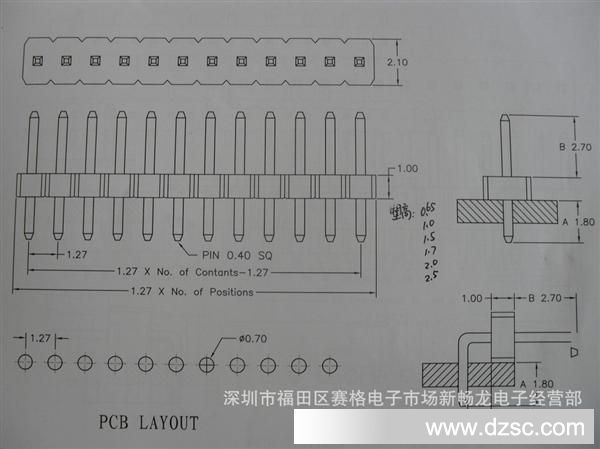 2.10
B 2.70
1.00
塑高: 0.65
1.0
1.5
1.7
2.0
2.5
A 1.80
1.27
PIN 0.40 SQ
1.27 X No. of Contants-1.27
1.27 X No. of Positions
1.00
B 2.70
1.27
ø0.70
A 1.80
PCB LAYOUT
深圳市福田区赛格电子市场新畅龙电子经营部
www.dzsc.com